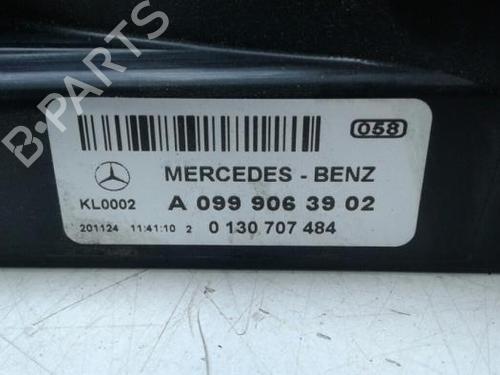 B-PARTS
058
MERCEDES - BENZ
KL0002 A 099 906 39 02
201124 11:41:10 2 0 130 707 484